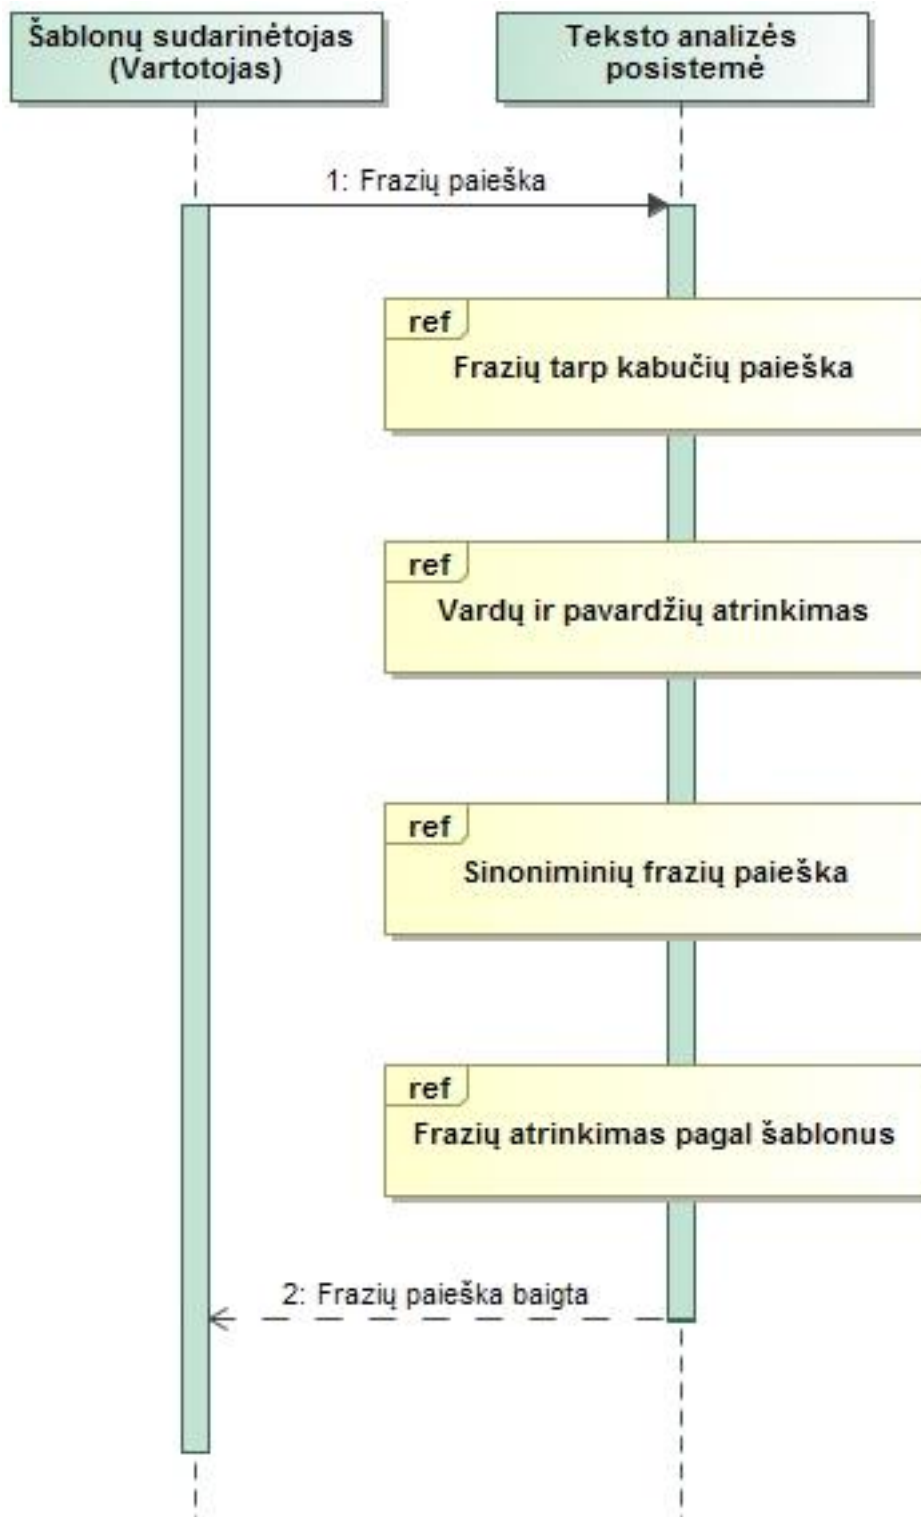 Šablonų sudarinėtojas
(Vartotojas)
Teksto analizės
posistemė
1: Frazių paieška
ref
Frazių tarp kabučių paieška
ref
Vardų ir pavardžių atrinkimas
ref
Sinoniminių frazių paieška
ref
Frazių atrinkimas pagal šablonus
2: Frazių paieška baigta